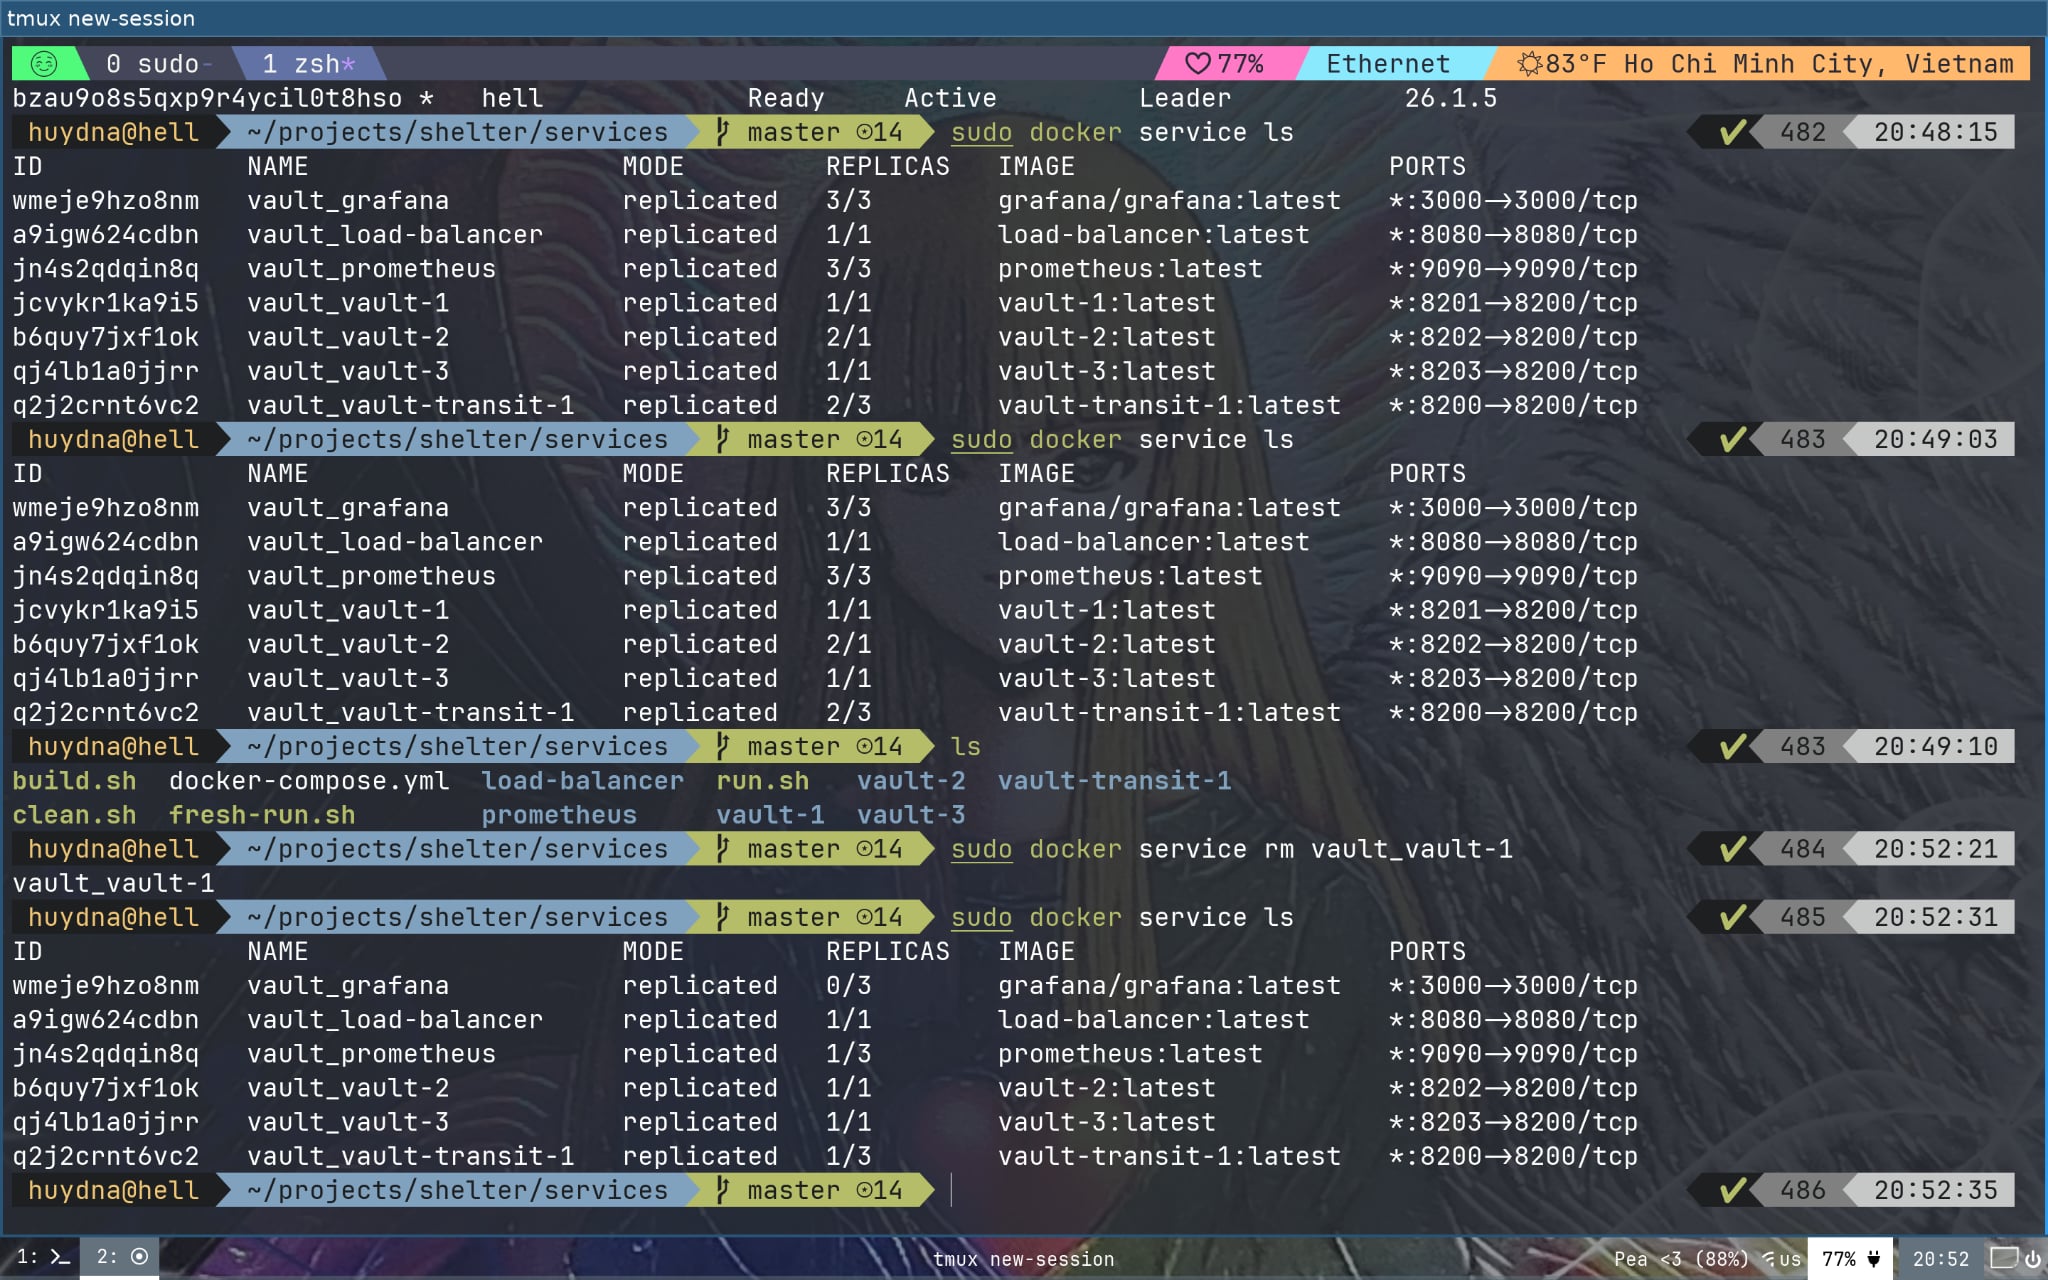 tmux new-session
0 sudo- 1 zsh* 77% Ethernet 83°F Ho Chi Minh City, Vietnam
bzau9o8s5qxp9r4ycil0t8hso * hell Ready Active Leader 26.1.5
huydna@hell ~/projects/shelter/services master 14 sudo docker service ls ✔ 482 20:48:15
ID NAME MODE REPLICAS IMAGE PORTS
wmeje9hzo8nm vault_grafana replicated 3/3 grafana/grafana:latest *:3000->3000/tcp
a9igw624cdbn vault_load-balancer replicated 1/1 load-balancer:latest *:8080->8080/tcp
jn4s2qdqin8q vault_prometheus replicated 3/3 prometheus:latest *:9090->9090/tcp
jcvykr1ka9i5 vault_vault-1 replicated 1/1 vault-1:latest *:8201->8200/tcp
b6quy7jxf1ok vault_vault-2 replicated 2/1 vault-2:latest *:8202->8200/tcp
qj4lb1a0jjrr vault_vault-3 replicated 1/1 vault-3:latest *:8203->8200/tcp
q2j2crnt6vc2 vault_vault-transit-1 replicated 2/3 vault-transit-1:latest *:8200->8200/tcp
huydna@hell ~/projects/shelter/services master 14 sudo docker service ls ✔ 483 20:49:03
ID NAME MODE REPLICAS IMAGE PORTS
wmeje9hzo8nm vault_grafana replicated 3/3 grafana/grafana:latest *:3000->3000/tcp
a9igw624cdbn vault_load-balancer replicated 1/1 load-balancer:latest *:8080->8080/tcp
jn4s2qdqin8q vault_prometheus replicated 3/3 prometheus:latest *:9090->9090/tcp
jcvykr1ka9i5 vault_vault-1 replicated 1/1 vault-1:latest *:8201->8200/tcp
b6quy7jxf1ok vault_vault-2 replicated 2/1 vault-2:latest *:8202->8200/tcp
qj4lb1a0jjrr vault_vault-3 replicated 1/1 vault-3:latest *:8203->8200/tcp
q2j2crnt6vc2 vault_vault-transit-1 replicated 2/3 vault-transit-1:latest *:8200->8200/tcp
huydna@hell ~/projects/shelter/services master 14 ls ✔ 483 20:49:10
build.sh docker-compose.yml load-balancer run.sh vault-2 vault-transit-1
clean.sh fresh-run.sh prometheus vault-1 vault-3
huydna@hell ~/projects/shelter/services master 14 sudo docker service rm vault_vault-1 ✔ 484 20:52:21
vault_vault-1
huydna@hell ~/projects/shelter/services master 14 sudo docker service ls ✔ 485 20:52:31
ID NAME MODE REPLICAS IMAGE PORTS
wmeje9hzo8nm vault_grafana replicated 0/3 grafana/grafana:latest *:3000->3000/tcp
a9igw624cdbn vault_load-balancer replicated 1/1 load-balancer:latest *:8080->8080/tcp
jn4s2qdqin8q vault_prometheus replicated 1/3 prometheus:latest *:9090->9090/tcp
b6quy7jxf1ok vault_vault-2 replicated 1/1 vault-2:latest *:8202->8200/tcp
qj4lb1a0jjrr vault_vault-3 replicated 1/1 vault-3:latest *:8203->8200/tcp
q2j2crnt6vc2 vault_vault-transit-1 replicated 1/3 vault-transit-1:latest *:8200->8200/tcp
huydna@hell ~/projects/shelter/services master 14 ✔ 486 20:52:35
1: 2: tmux new-session Pea <3 (88%) us 77% 20:52